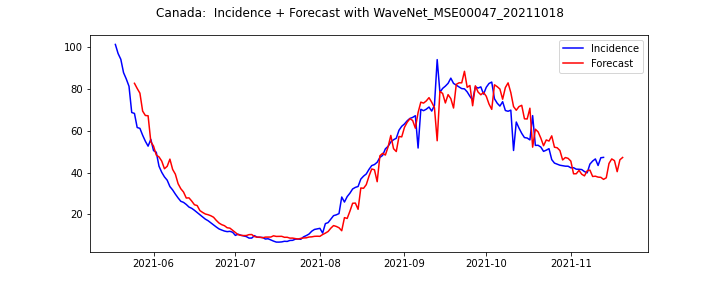 Canada:  Incidence + Forecast with WaveNet_MSE00047_20211018
Incidence
Forecast
100
80
60
40
20
2021-06 2021-07 2021-08 2021-09 2021-10 2021-11